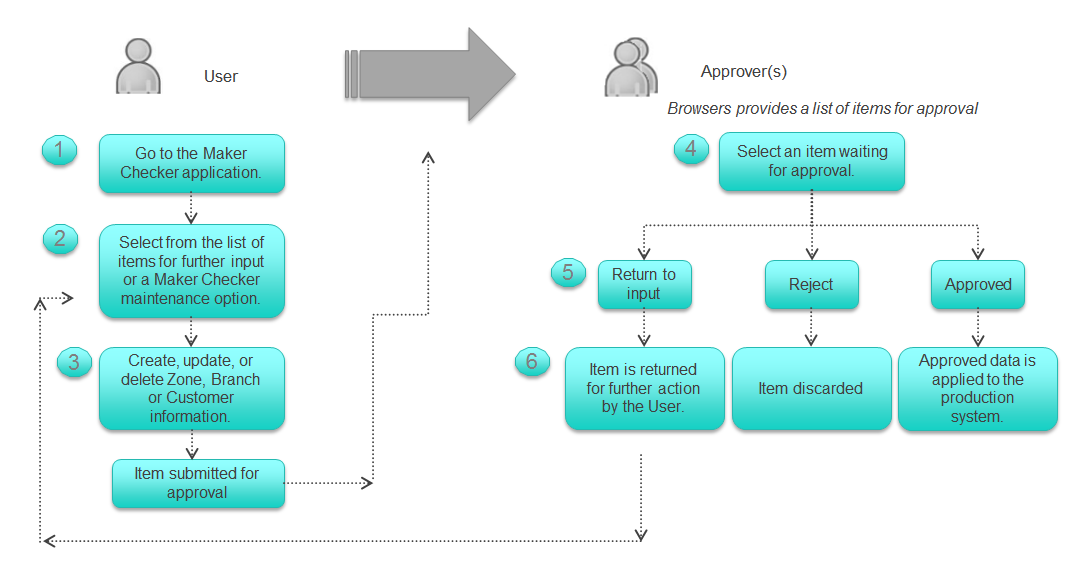 User
Approver(s)
Browsers provides a list of items for approval
1
Go to the Maker
Checker application.
2
Select from the list of
items for further input
or a Maker Checker
maintenance option.
3
Create, update, or
delete Zone, Branch
or Customer
information.
Item submitted for
approval
4
Select an item waiting
for approval.
5
Return to
input
Reject
Approved
6
Item is returned
for further action
by the User.
Item discarded
Approved data is
applied to the
production
system.